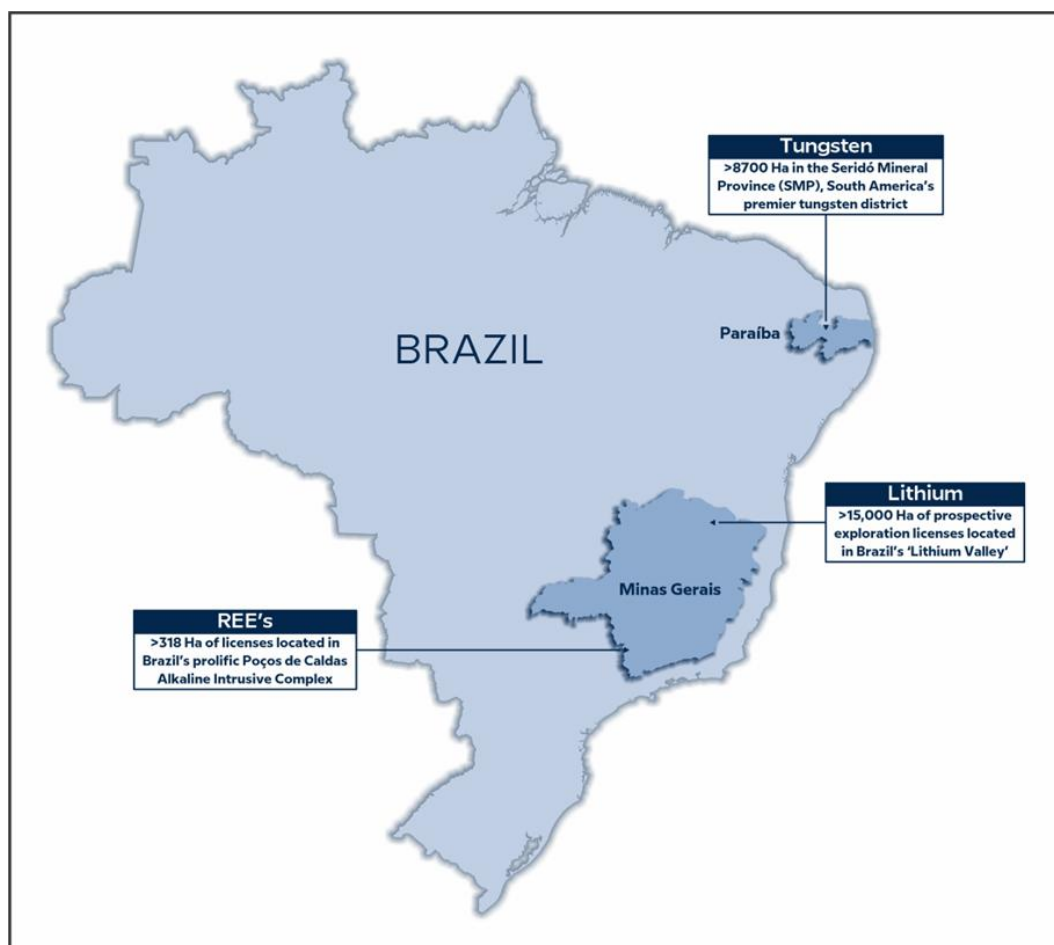 Tungsten
>8700 Ha in the Seridó Mineral
Province (SMP), South America's
premier tungsten district
Paraíba
BRAZIL
Lithium
>15,000 Ha of prospective
exploration licenses located
in Brazil's ‘Lithium Valley’
Minas Gerais
REE's
>318 Ha of licenses located in
Brazil's prolific Poços de Caldas
Alkaline Intrusive Complex